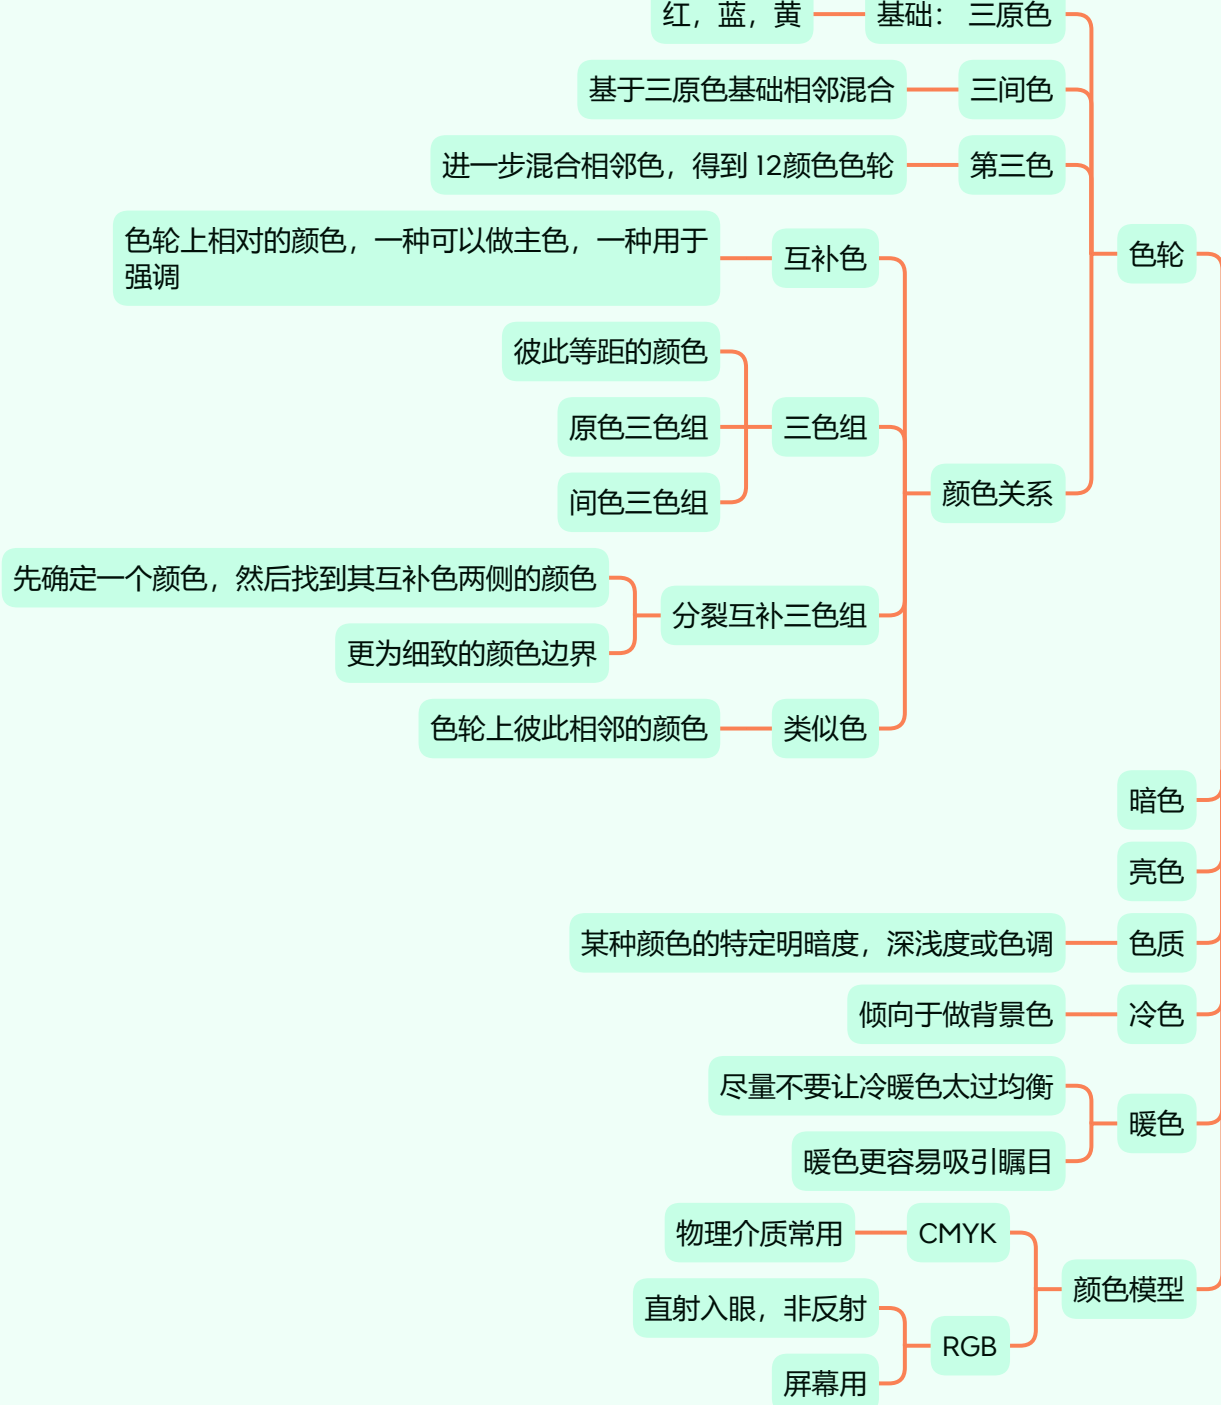 红，蓝，黄
基础： 三原色
基于三原色基础相邻混合
三间色
进一步混合相邻色，得到 12颜色色轮
第三色
色轮上相对的颜色，一种可以做主色，一种用于
强调
互补色
色轮
彼此等距的颜色
原色三色组
三色组
间色三色组
颜色关系
先确定一个颜色，然后找到其互补色两侧的颜色
分裂互补三色组
更为细致的颜色边界
色轮上彼此相邻的颜色
类似色
暗色
亮色
某种颜色的特定明暗度，深浅度或色调
色质
倾向于做背景色
冷色
尽量不要让冷暖色太过均衡
暖色
暖色更容易吸引瞩目
物理介质常用
CMYK
颜色模型
直射入眼，非反射
RGB
屏幕用